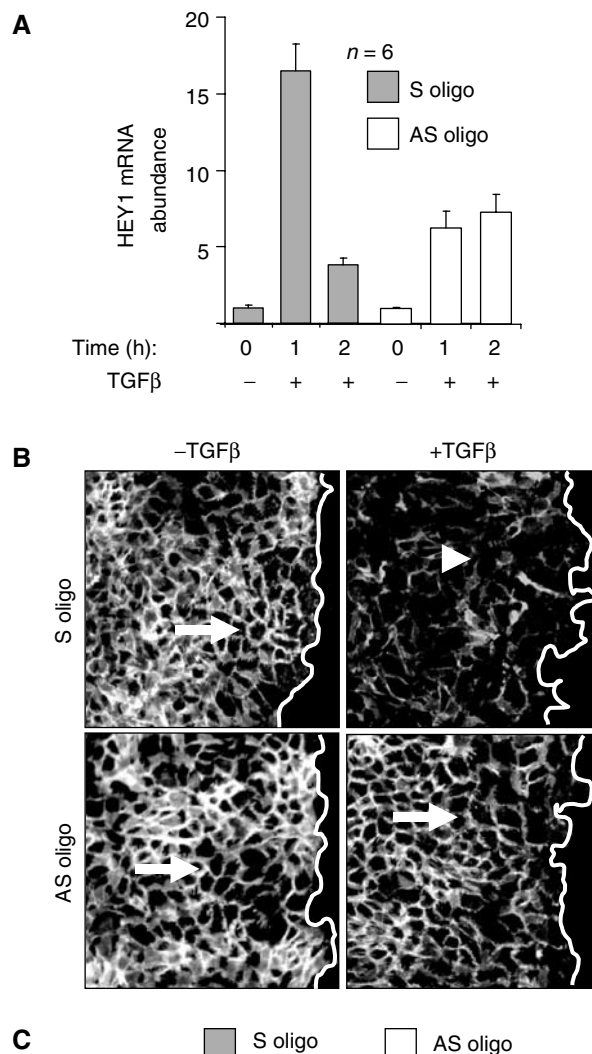 A
20
15
10
5
HEY1 mRNA
abundance
n = 6
S oligo
AS oligo
Time (h): 0 1 2 0 1 2
TGFβ – + + – + +
B
–TGFβ +TGFβ
S oligo
AS oligo
C
S oligo AS oligo